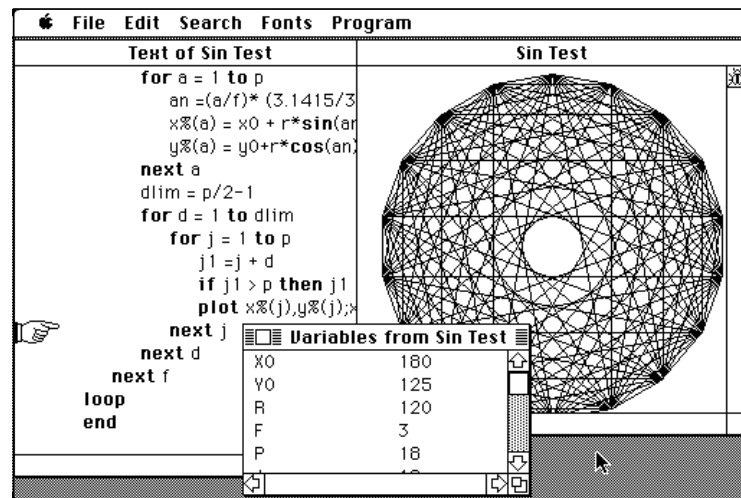 File Edit Search Fonts Program
Text of Sin Test
for a = 1 to p
an =(a/f)* (3.1415/3
x%(a) = x0 + r*sin(an
y%(a) = y0+r*cos(an)
next a
dlim = p/2-1
for d = 1 to dlim
for j = 1 to p
j1 =j + d
if j1 > p then j1
plot x%(j),y%(j);x
next j
next d
next f
loop
end
Sin Test
Variables from Sin Test
X0 180
Y0 125
R 120
F 3
P 18